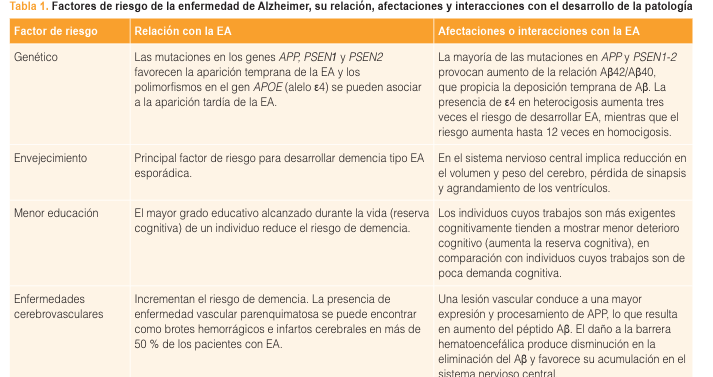 Tabla 1. Factores de riesgo de la enfermedad de Alzheimer, su relación, afectaciones y interacciones con el desarrollo de la patología
Factor de riesgo
Relación con la EA
Afectaciones o interacciones con la EA
Genético
Las mutaciones en los genes APP, PSEN1 y PSEN2
favorecen la aparición temprana de la EA y los
polimorfismos en el gen APOE (alelo ε4) se pueden asociar
a la aparición tardía de la EA.
La mayoría de las mutaciones en APP y PSEN1-2
provocan aumento de la relación Aβ42/Aβ40,
que propicia la deposición temprana de Aβ. La
presencia de ε4 en heterocigosis aumenta tres
veces el riesgo de desarrollar EA, mientras que el
riesgo aumenta hasta 12 veces en homocigosis.
Envejecimiento
Principal factor de riesgo para desarrollar demencia tipo EA
esporádica.
En el sistema nervioso central implica reducción en
el volumen y peso del cerebro, pérdida de sinapsis
y agrandamiento de los ventrículos.
Menor educación
El mayor grado educativo alcanzado durante la vida (reserva
cognitiva) de un individuo reduce el riesgo de demencia.
Los individuos cuyos trabajos son más exigentes
cognitivamente tienden a mostrar menor deterioro
cognitivo (aumenta la reserva cognitiva), en
comparación con individuos cuyos trabajos son de
poca demanda cognitiva.
Enfermedades
cerebrovasculares
Incrementan el riesgo de demencia. La presencia de
enfermedad vascular parenquimatosa se puede encontrar
como brotes hemorrágicos e infartos cerebrales en más de
50 % de los pacientes con EA.
Una lesión vascular conduce a una mayor
expresión y procesamiento de APP, lo que resulta
en aumento del péptido Aβ. El daño a la barrera
hematoencefálica produce disminución en la
eliminación del Aβ y favorece su acumulación en el
sistema nervioso central.